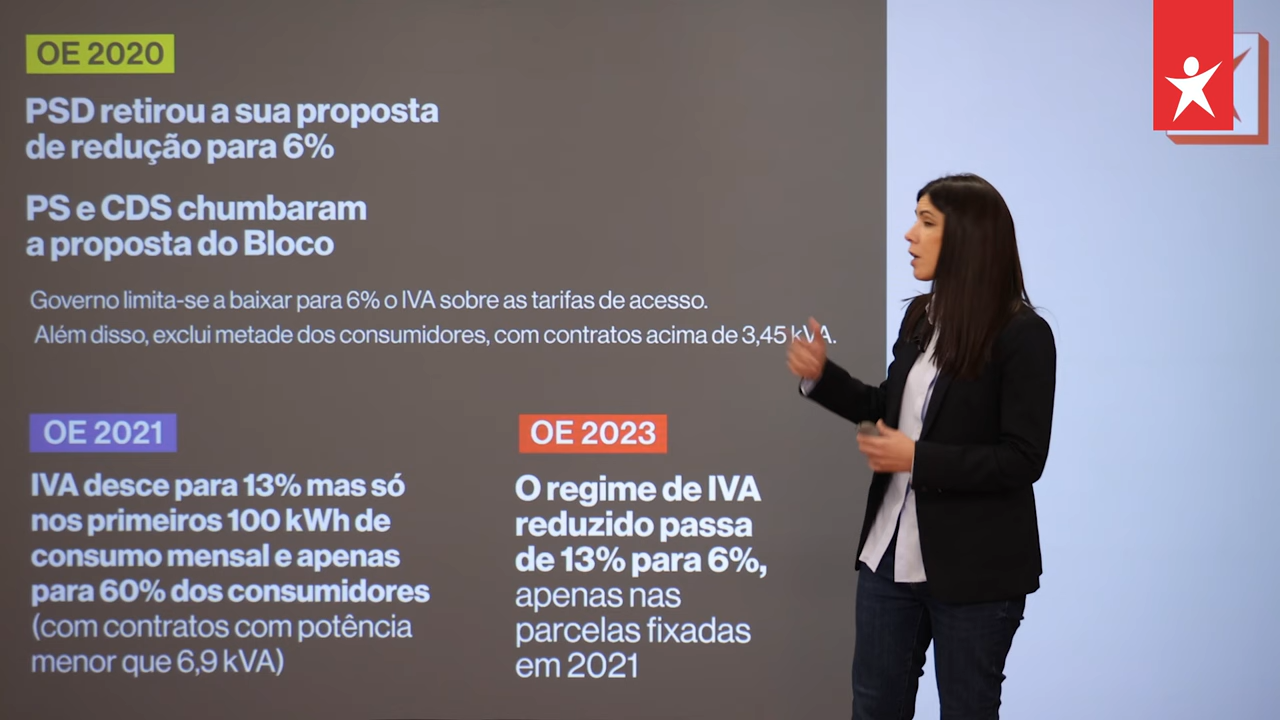 OE 2020
PSD retirou a sua proposta
de redução para 6%
PS e CDS chumbaram
a proposta do Bloco
Governo limita-se a baixar para 6% o IVA sobre as tarifas de acesso.
Além disso, exclui metade dos consumidores, com contratos acima de 3,45 kVA.
OE 2021
IVA desce para 13% mas só
nos primeiros 100 kWh de
consumo mensal e apenas
para 60% dos consumidores
(com contratos com potência
menor que 6,9 kVA)
OE 2023
O regime de IVA
reduzido passa
de 13% para 6%,
apenas nas
parcelas fixadas
em 2021